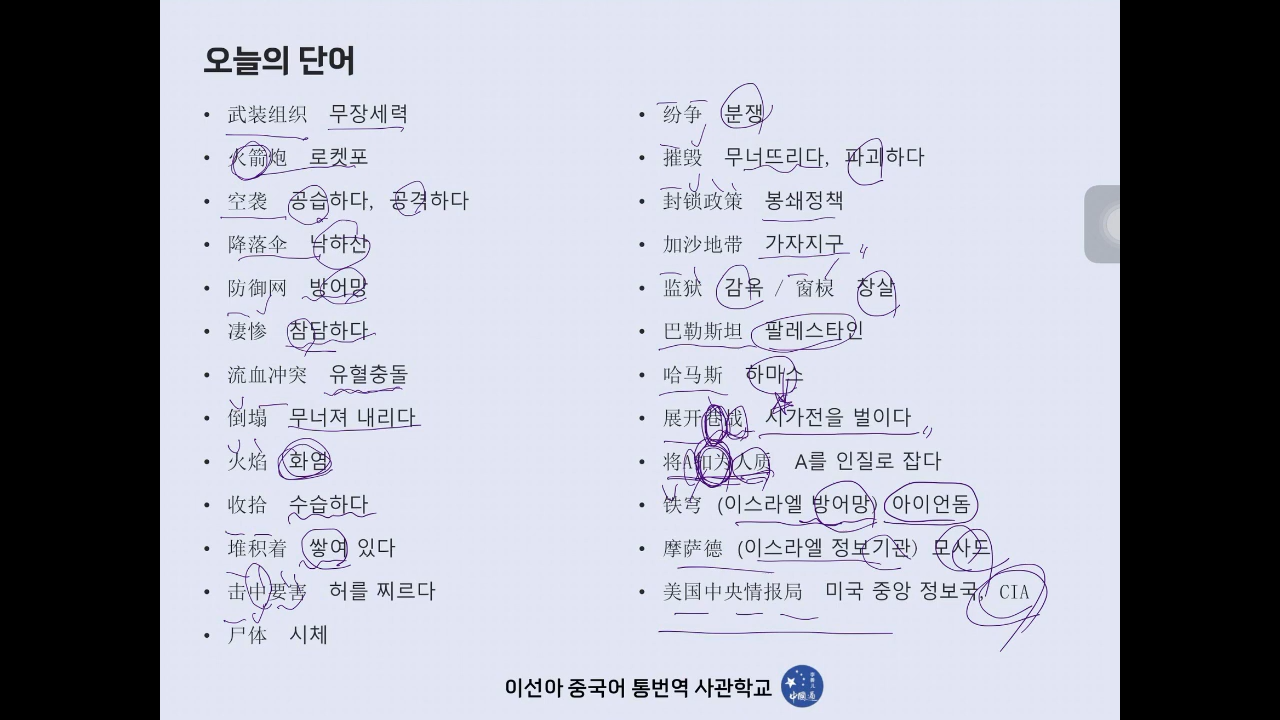 오늘의 단어
• 武装组织 무장세력
• 火箭炮 로켓포
• 空袭 공습하다, 공격하다
• 降落伞 낙하산
• 防御网 방어망
• 凄惨 참담하다
• 流血冲突 유혈충돌
• 倒塌 무너져 내리다
• 火焰 화염
• 收拾 수습하다
• 堆积着 쌓여 있다
• 击中要害 허를 찌르다
• 尸体 시체
• 纷争 분쟁
• 摧毁 무너뜨리다, 파괴하다
• 封锁政策 봉쇄정책
• 加沙地带 가자지구
• 监狱 감옥 / 窗棂 창살
• 巴勒斯坦 팔레스타인
• 哈马斯 하마스
• 展开巷战 시가전을 벌이다
• 将A扣为人质 A를 인질로 잡다
• 铁穹 (이스라엘 방어망) 아이언돔
• 摩萨德 (이스라엘 정보기관) 모사드
• 美国中央情报局 미국 중앙 정보국, CIA
이선아 중국어 통번역 사관학교